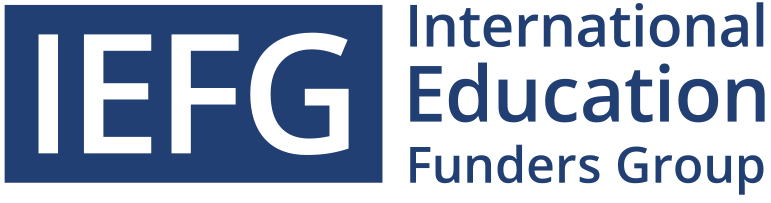 IEFG
International
Education
Funders Group